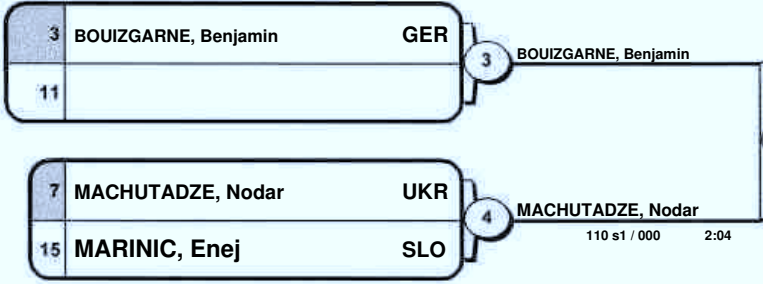 3 BOUIZGARNE, Benjamin GER
3 BOUIZGARNE, Benjamin
11
7 MACHUTADZE, Nodar UKR
4 MACHUTADZE, Nodar
110 s1 / 000 2:04
15 MARINIC, Enej SLO